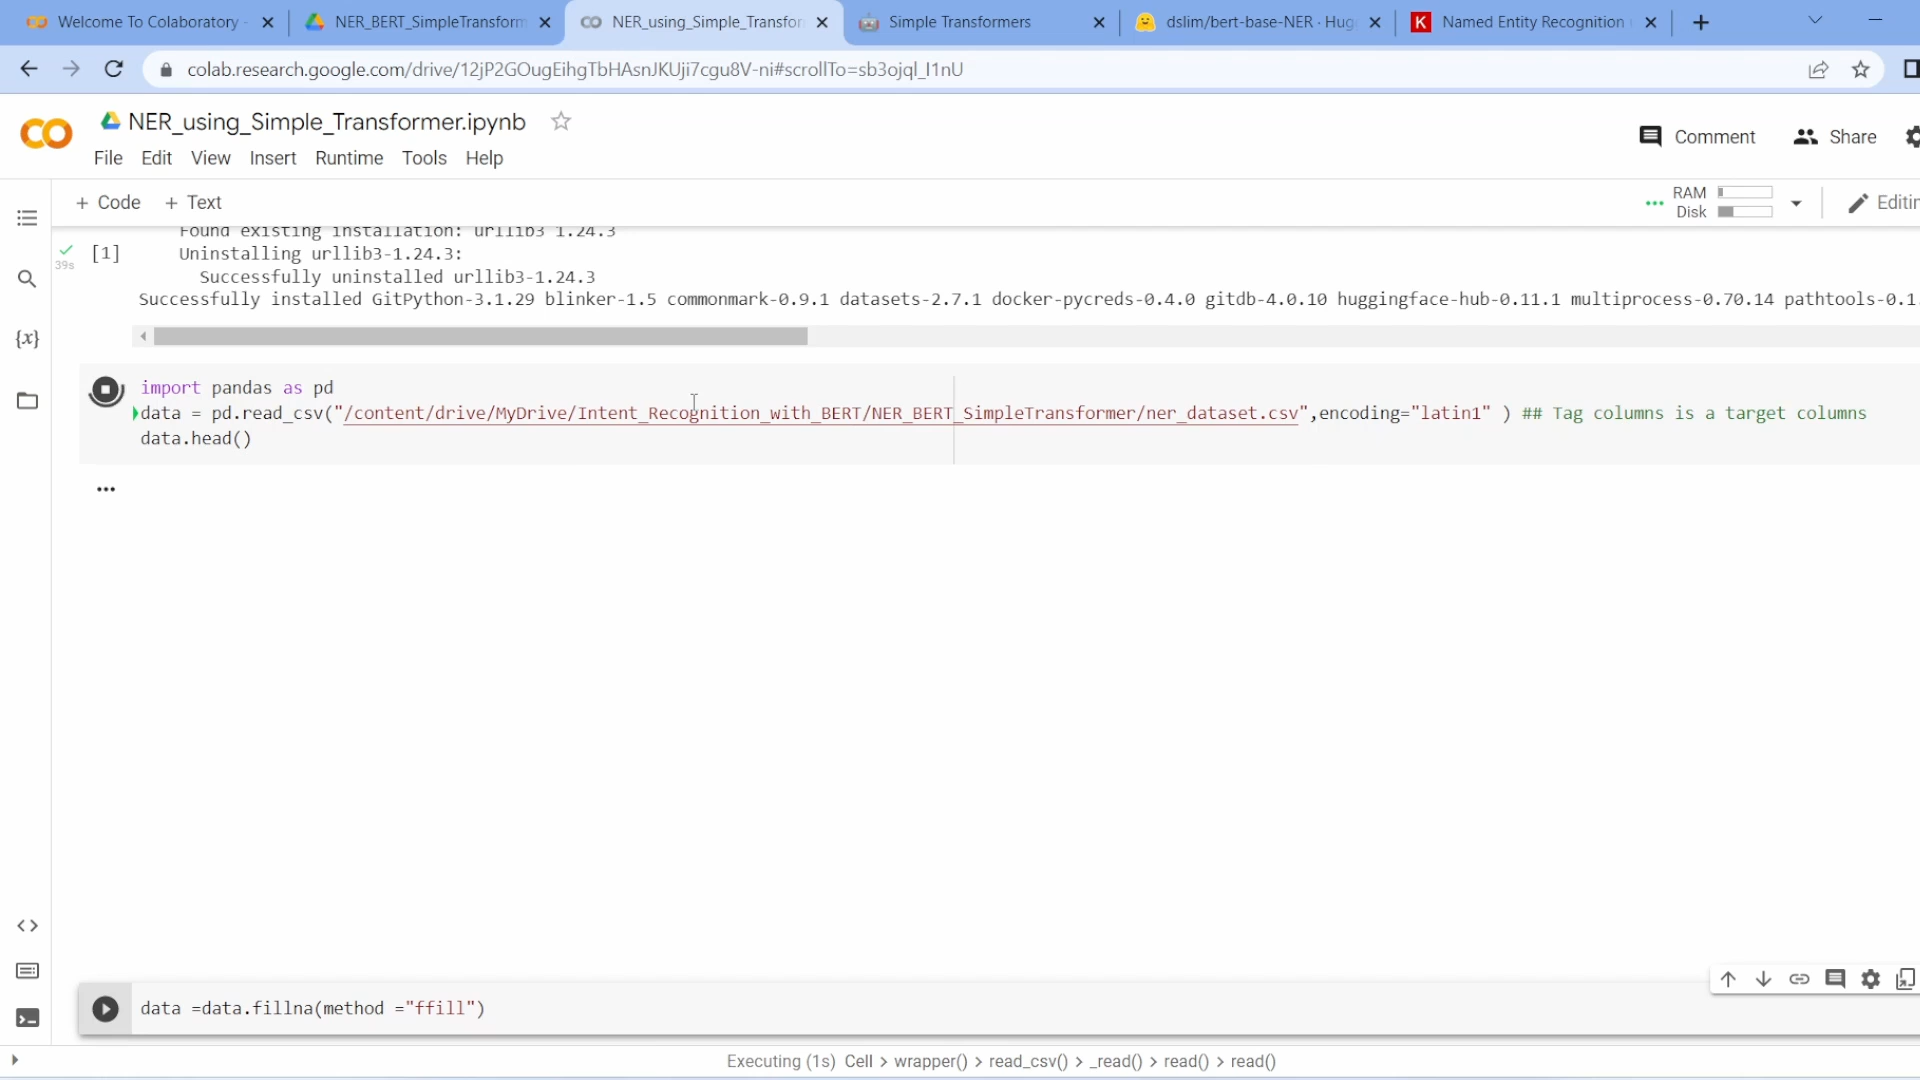 Welcome To Colaboratory -
NER_BERT_SimpleTransform
NER_using_Simple_Transfor
Simple Transformers
dslim/bert-base-NER · Hug
K Named Entity Recognition
colab.research.google.com/drive/12jP2GOugEihgTbHAsnJKUji7cgu8V-ni#scrollTo=sb3ojql_I1nU
CO NER_using_Simple_Transformer.ipynb
Comment Share
File Edit View Insert Runtime Tools Help
+ Code + Text
RAM
Disk
Editin
Found existing installation: urllib3 1.24.3
[1] Uninstalling urllib3-1.24.3:
39s
Successfully uninstalled urllib3-1.24.3
Successfully installed GitPython-3.1.29 blinker-1.5 commonmark-0.9.1 datasets-2.7.1 docker-pycreds-0.4.0 gitdb-4.0.10 huggingface-hub-0.11.1 multiprocess-0.70.14 pathtools-0.1.
{x}
import pandas as pd
data = pd.read_csv("/content/drive/MyDrive/Intent_Recognition_with_BERT/NER_BERT_SimpleTransformer/ner_dataset.csv",encoding="latin1" ) ## Tag columns is a target columns
data.head()
...
data =data.fillna(method ="ffill")
Executing (1s) Cell > wrapper() > read_csv() > _read() > read() > read()